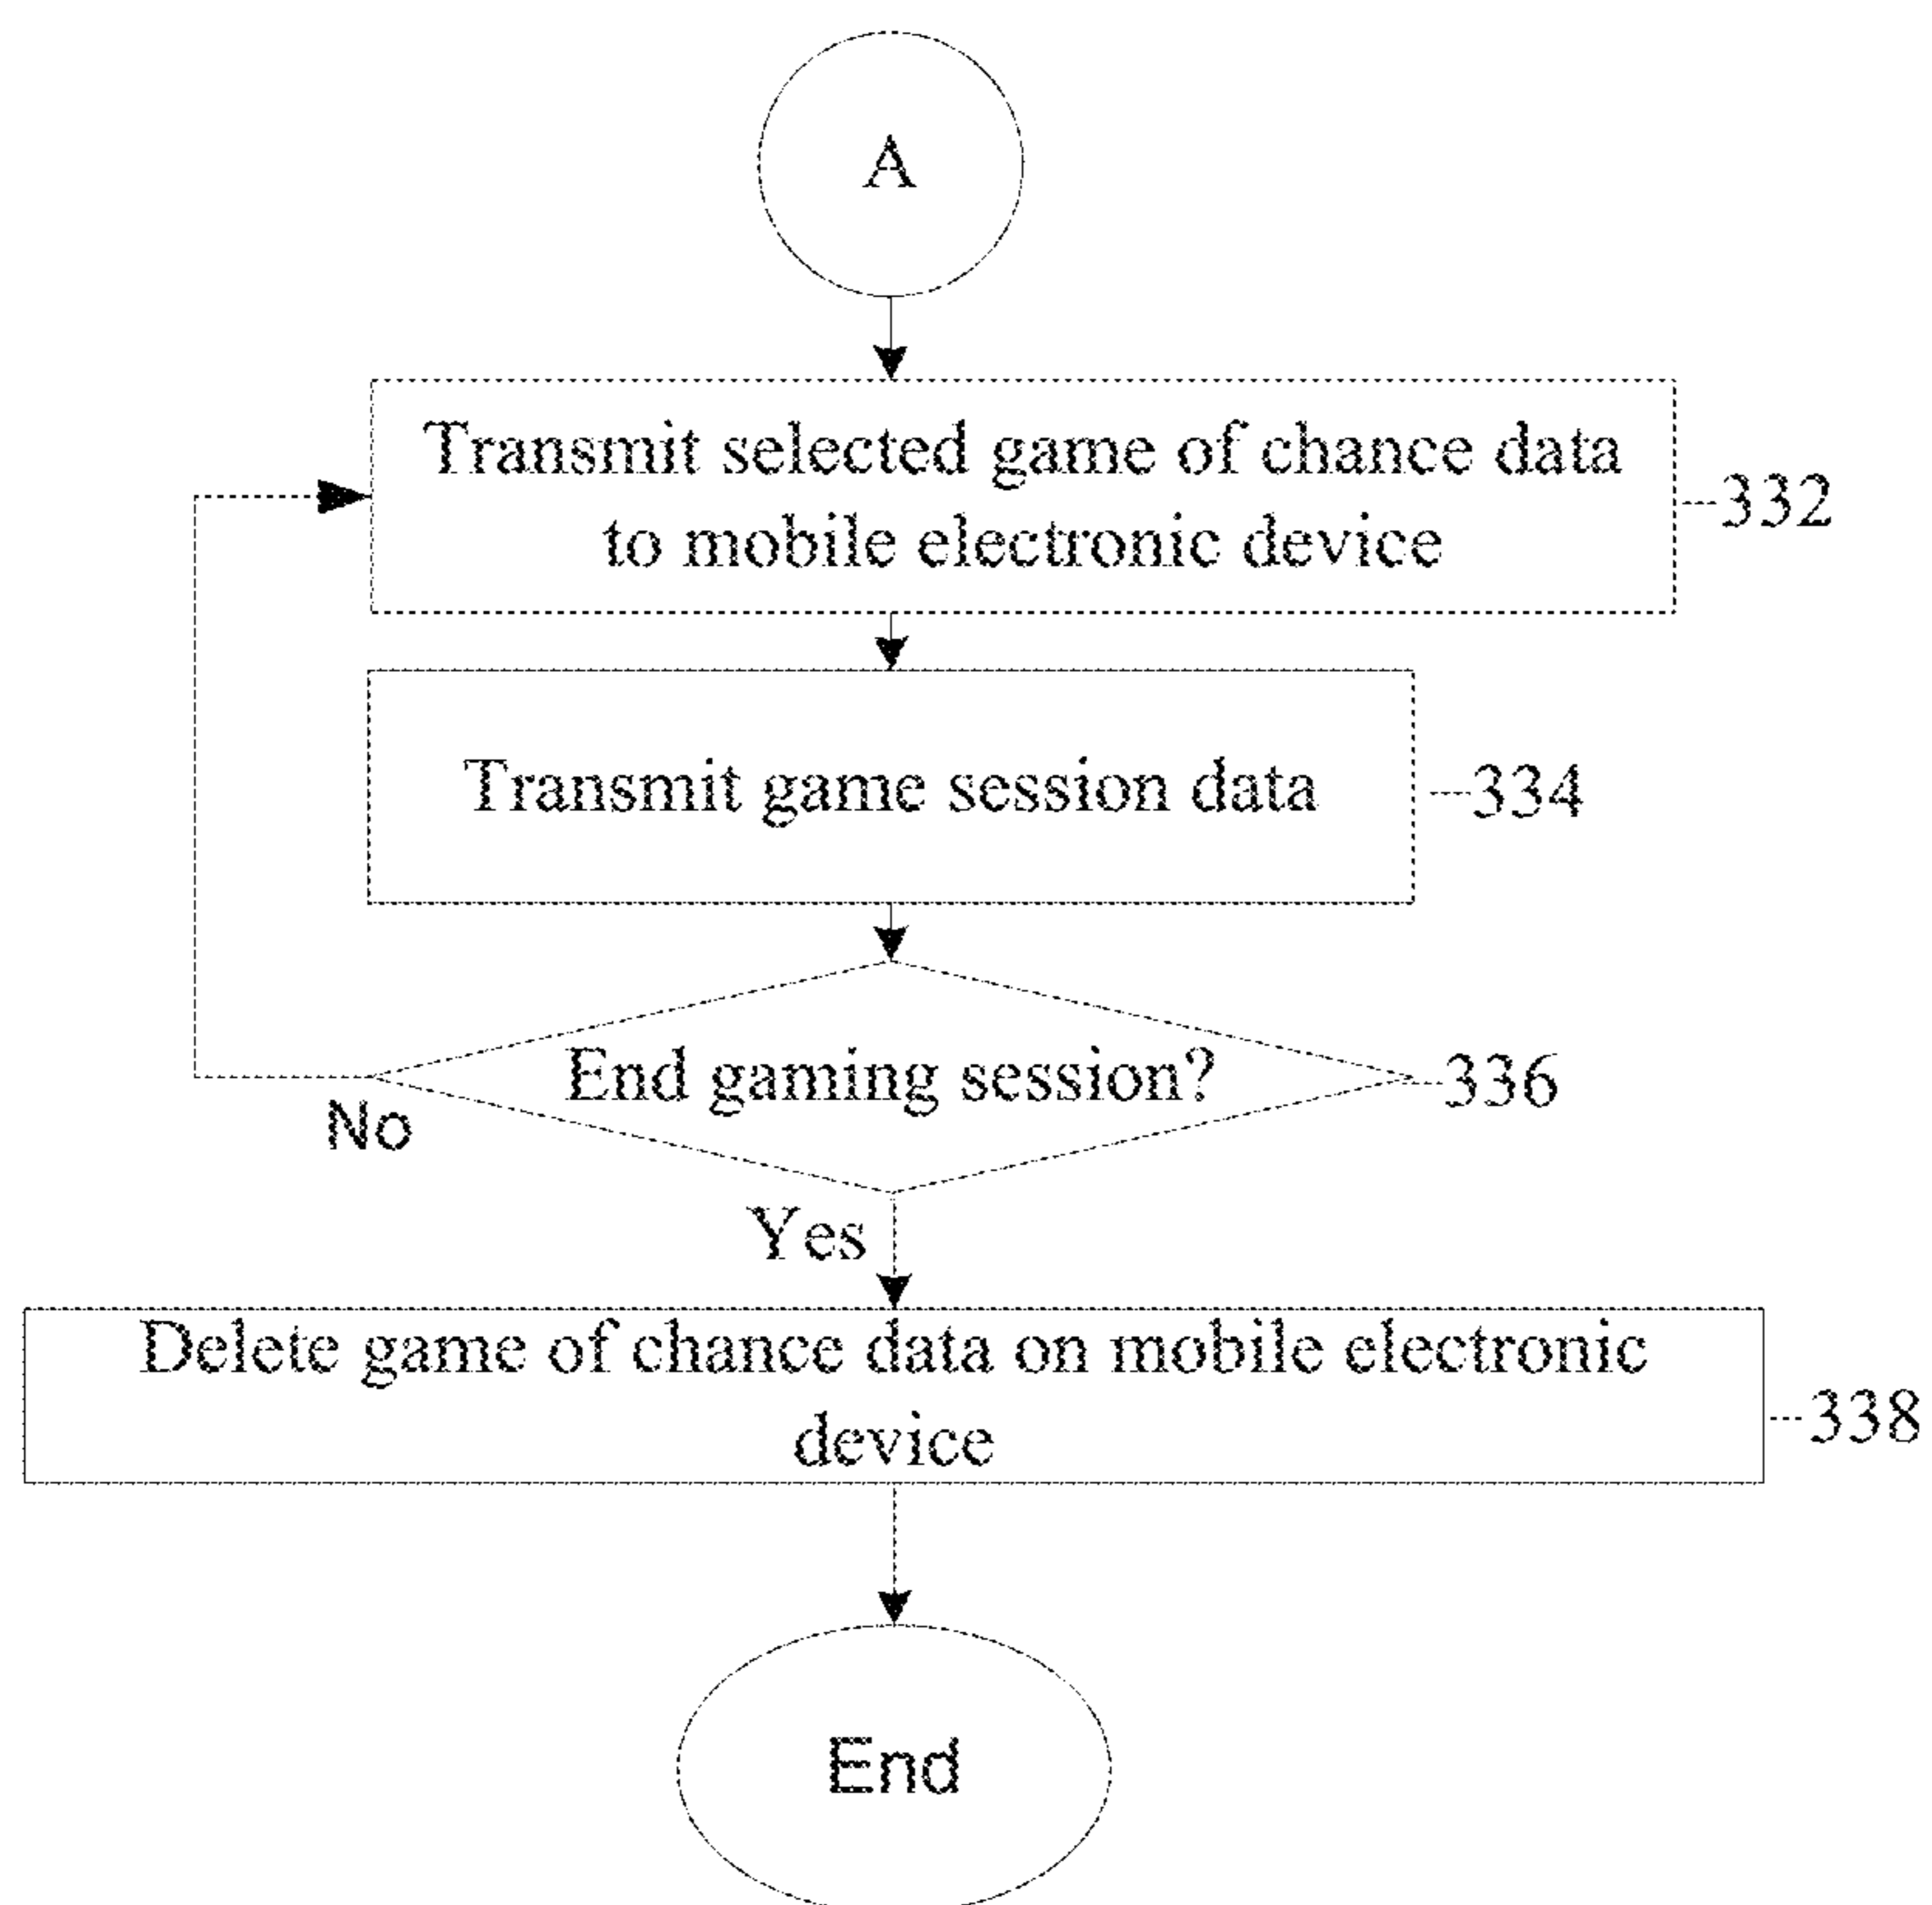 A
Transmit selected game of chance data
to mobile electronic device
332
Transmit game session data
334
End gaming session?
336
No
Yes
Delete game of chance data on mobile electronic
device
338
End